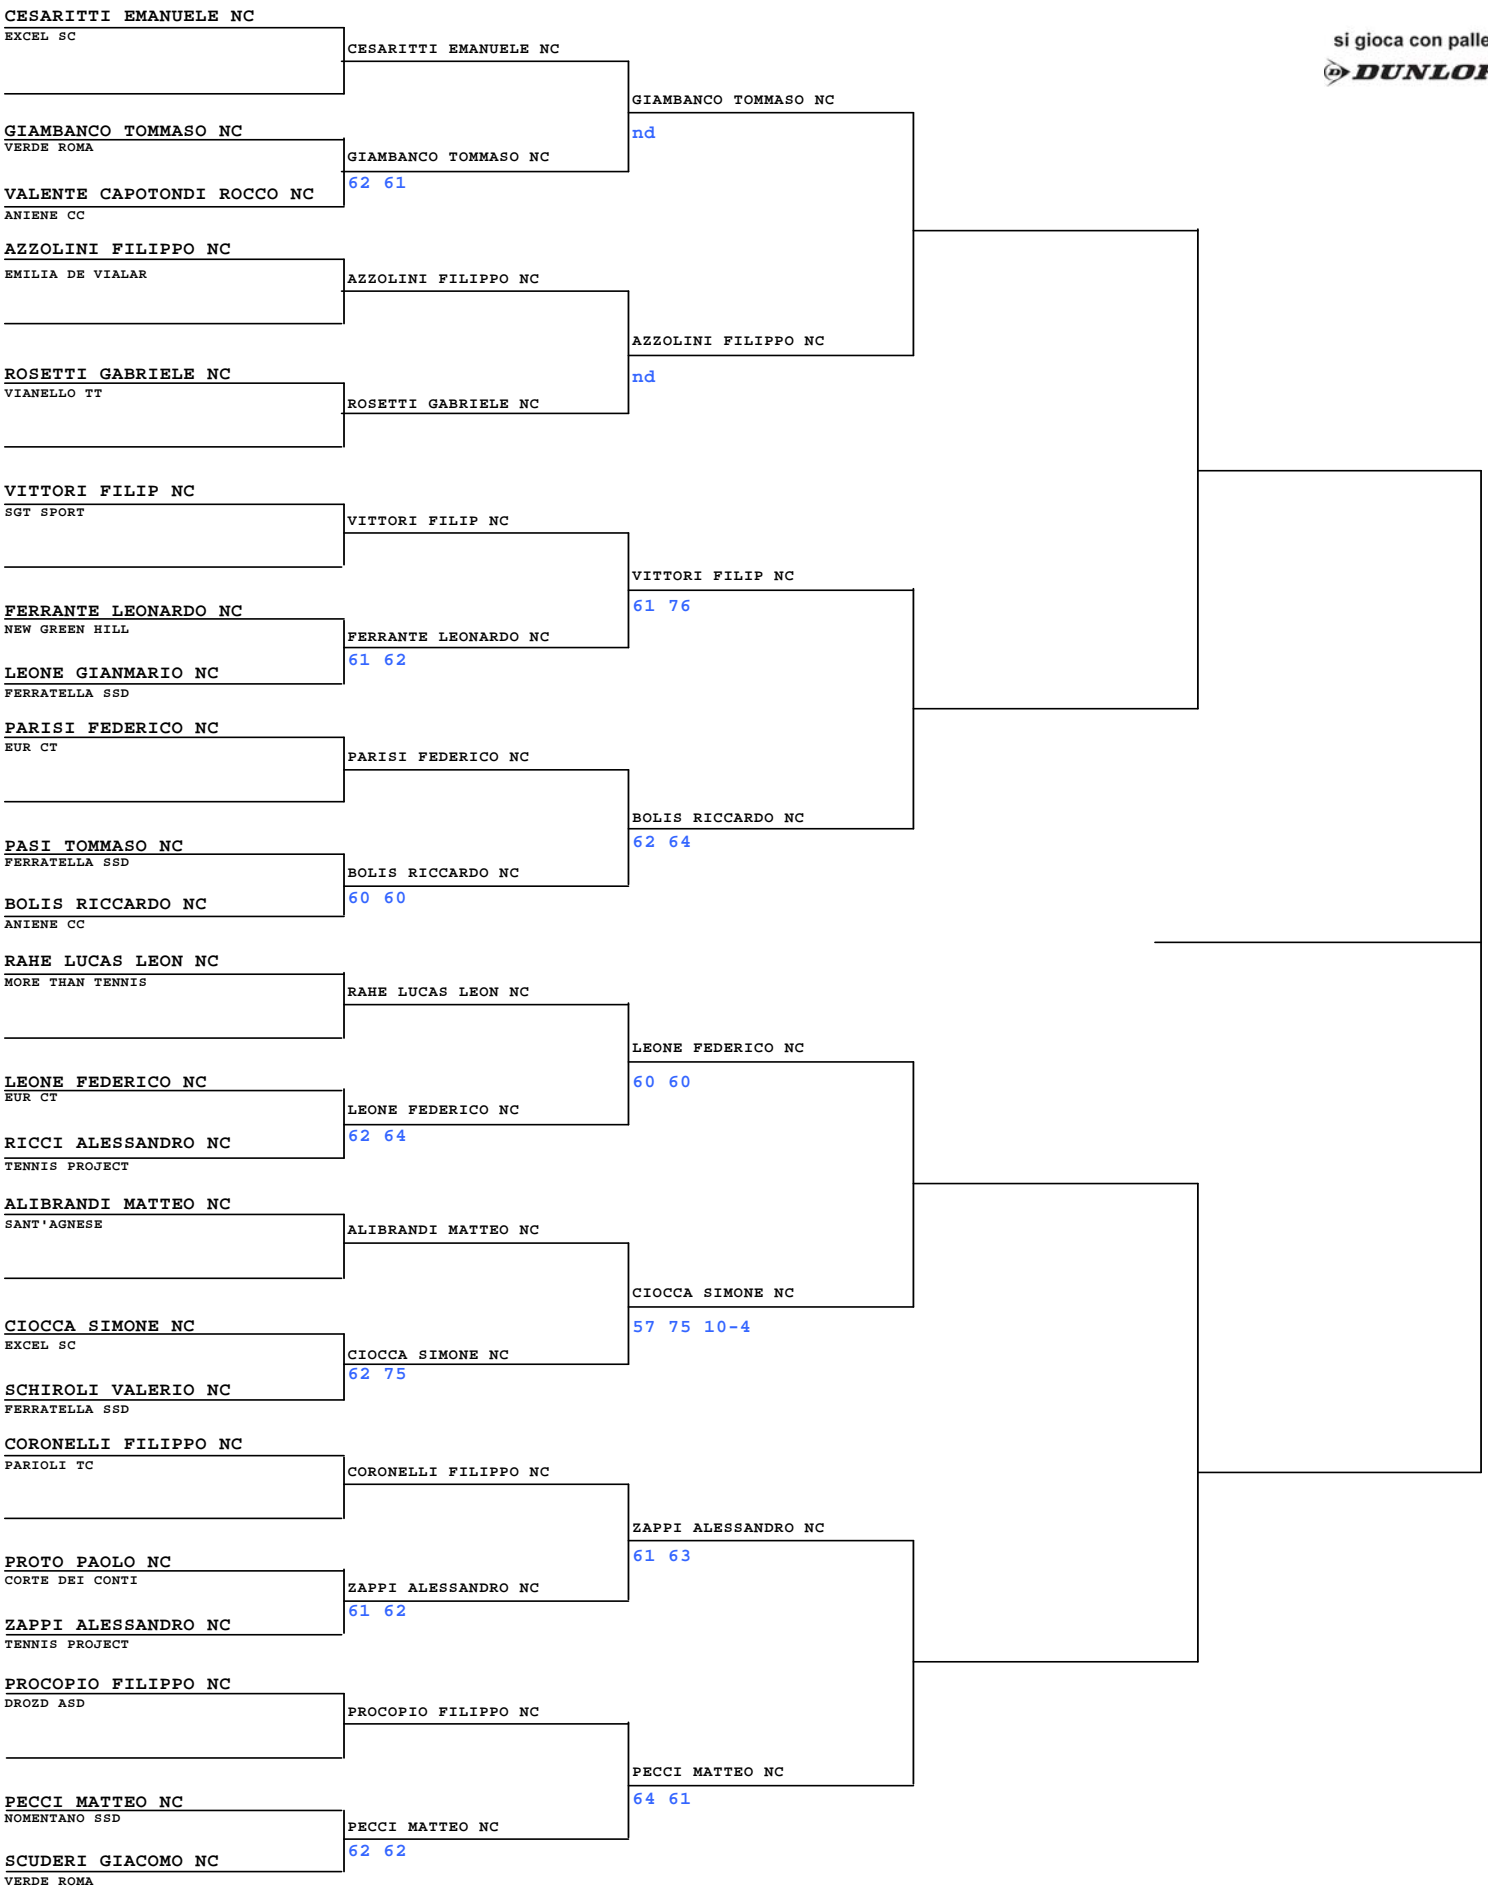 CESARITTI EMANUELE NC
EXCEL SC
GIAMBANCO TOMMASO NC
VERDE ROMA
VALENTE CAPOTONDI ROCCO NC
ANIENE CC
AZZOLINI FILIPPO NC
EMILIA DE VIALAR
ROSETTI GABRIELE NC
VIANELLO TT
VITTORI FILIP NC
SGT SPORT
FERRANTE LEONARDO NC
NEW GREEN HILL
LEONE GIANMARIO NC
FERRATELLA SSD
PARISI FEDERICO NC
EUR CT
PASI TOMMASO NC
FERRATELLA SSD
BOLIS RICCARDO NC
ANIENE CC
RAHE LUCAS LEON NC
MORE THAN TENNIS
LEONE FEDERICO NC
EUR CT
RICCI ALESSANDRO NC
TENNIS PROJECT
ALIBRANDI MATTEO NC
SANT'AGNESE
CIOCCA SIMONE NC
EXCEL SC
SCHIROLI VALERIO NC
FERRATELLA SSD
CORONELLI FILIPPO NC
PARIOLI TC
PROTO PAOLO NC
CORTE DEI CONTI
ZAPPI ALESSANDRO NC
TENNIS PROJECT
PROCOPIO FILIPPO NC
DROZD ASD
PECCI MATTEO NC
NOMENTANO SSD
SCUDERI GIACOMO NC
VERDE ROMA
CESARITTI EMANUELE NC
GIAMBANCO TOMMASO NC
62 61
AZZOLINI FILIPPO NC
ROSETTI GABRIELE NC
VITTORI FILIP NC
FERRANTE LEONARDO NC
61 62
PARISI FEDERICO NC
BOLIS RICCARDO NC
60 60
RAHE LUCAS LEON NC
LEONE FEDERICO NC
62 64
ALIBRANDI MATTEO NC
CIOCCA SIMONE NC
62 75
CORONELLI FILIPPO NC
ZAPPI ALESSANDRO NC
61 62
PROCOPIO FILIPPO NC
PECCI MATTEO NC
62 62
GIAMBANCO TOMMASO NC
nd
AZZOLINI FILIPPO NC
nd
VITTORI FILIP NC
61 76
BOLIS RICCARDO NC
62 64
LEONE FEDERICO NC
60 60
CIOCCA SIMONE NC
57 75 10-4
ZAPPI ALESSANDRO NC
61 63
PECCI MATTEO NC
64 61
si gioca con palle
DUNLOP